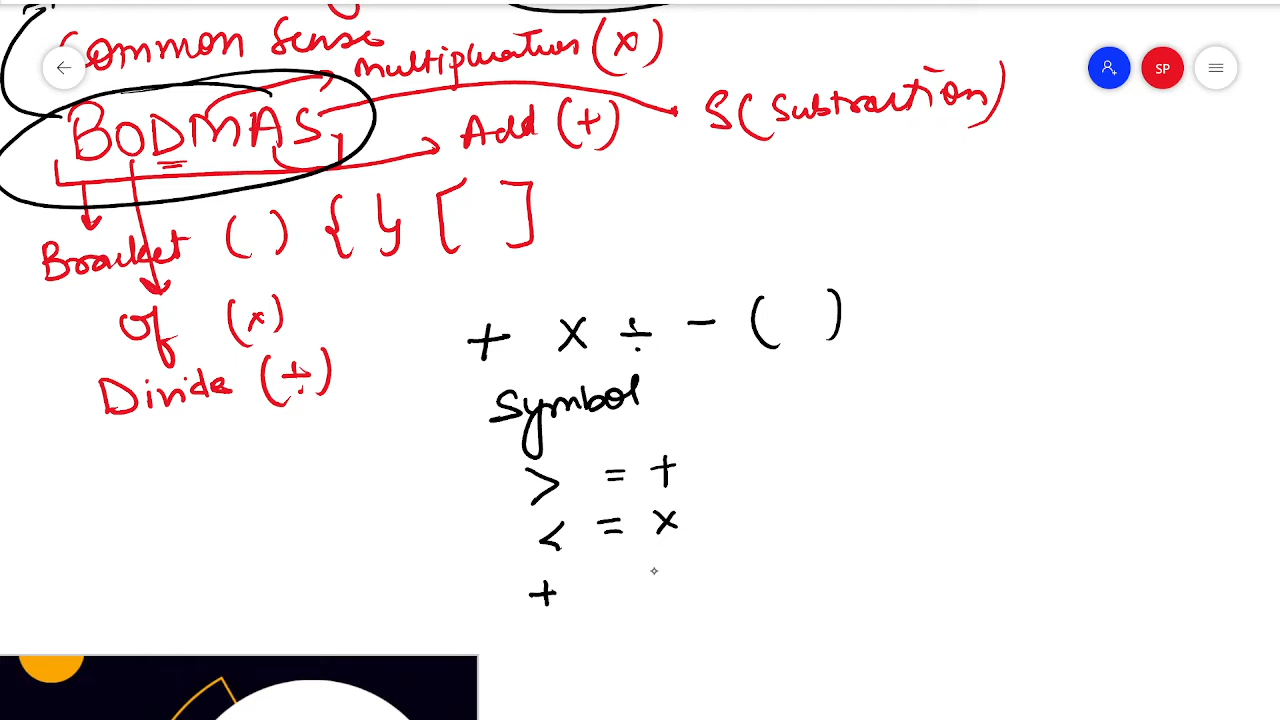 Common Sense
multiplication (x)
BODMAS
Add (+)
S (Subtraction)
Bracket ( ) { } [ ]
of (x)
Divide (÷)
+ x ÷ - ( )
Symbol
> = +
< = x
+
SP